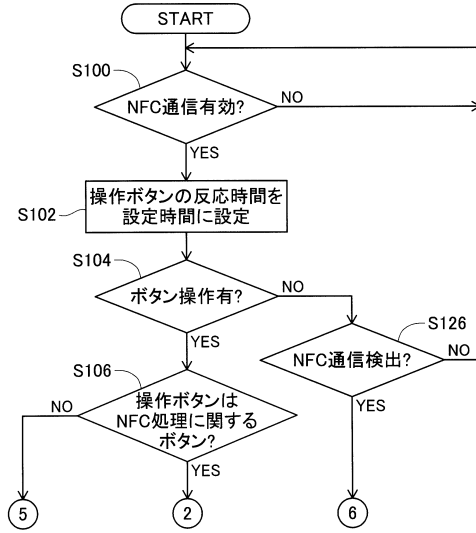 START
S100
NFC通信有効?
NO
YES
S102
操作ボタンの反応時間を
設定時間に設定
S104
ボタン操作有?
NO
YES
S126
NFC通信検出?
NO
YES
S106
操作ボタンは
NFC処理に関する
ボタン?
NO
YES
5
2
6